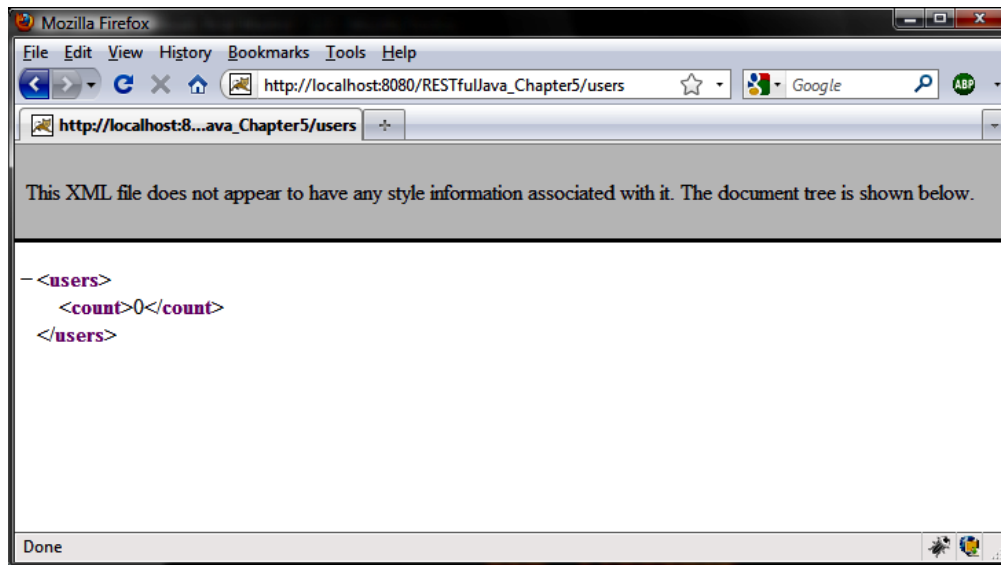 Mozilla Firefox
File Edit View History Bookmarks Tools Help
http://localhost:8080/RESTfulJava_Chapter5/users
Google
ABP
http://localhost:8...ava_Chapter5/users
This XML file does not appear to have any style information associated with it. The document tree is shown below.
−<users>
<count>0</count>
</users>
Done